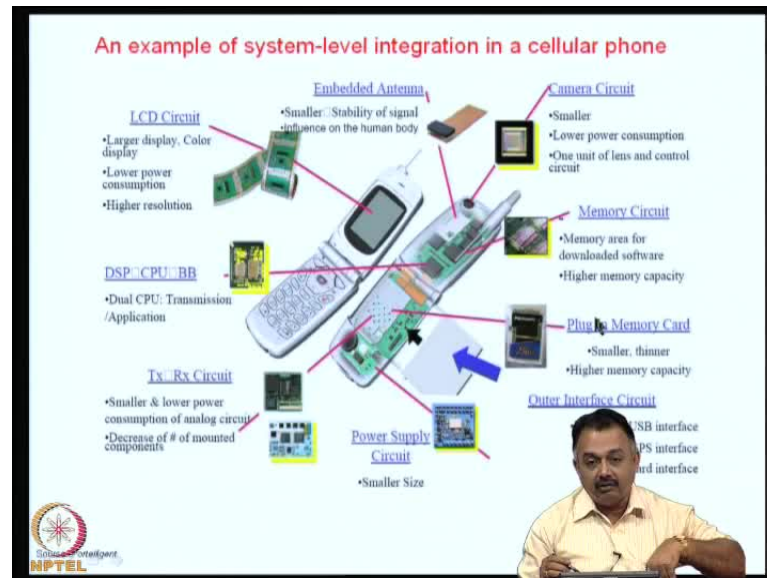 An example of system-level integration in a cellular phone
Embedded Antenna
•Smaller□Stability of signal
•Influence on the human body
Camera Circuit
•Smaller
•Lower power consumption
•One unit of lens and control
circuit
LCD Circuit
•Larger display, Color
display
•Lower power
consumption
•Higher resolution
Memory Circuit
•Memory area for
downloaded software
•Higher memory capacity
DSP□CPU□BB
•Dual CPU: Transmission
/Application
Plug In Memory Card
•Smaller, thinner
•Higher memory capacity
Tx□Rx Circuit
•Smaller & lower power
consumption of analog circuit
•Decrease of # of mounted
components
Power Supply
Circuit
•Smaller Size
Outer Interface Circuit
USB interface
PS interface
ard interface
NPTEL